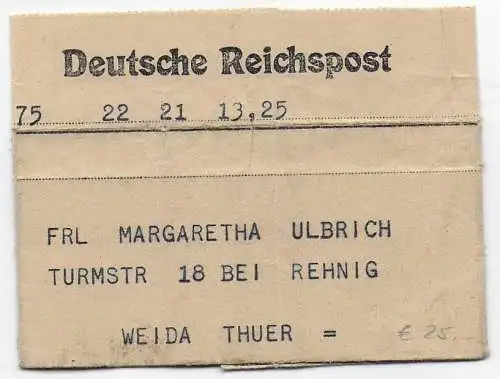 Deutsche Reichspost
75 22 21 13,25
FRL MARGARETHA ULBRICH
TURMSTR 18 BEI REHNIG
WEIDA THUER =
€ 25.-